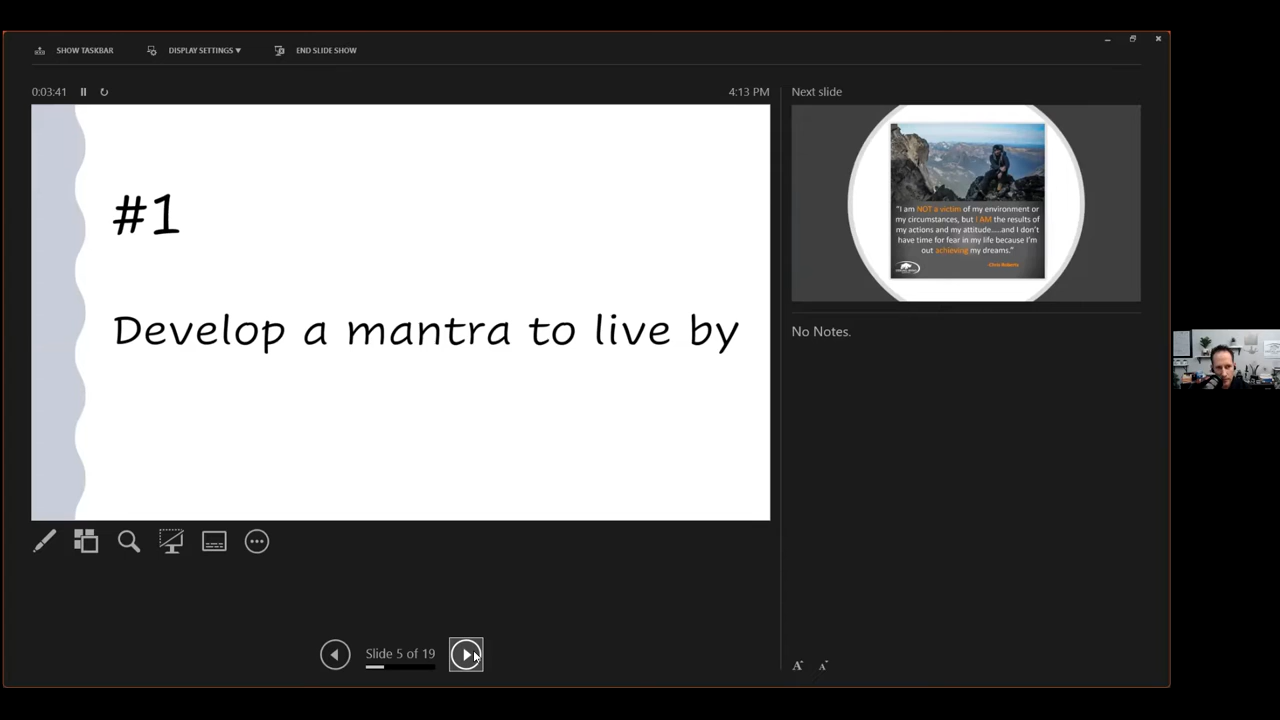 SHOW TASKBAR DISPLAY SETTINGS ▾ END SLIDE SHOW
0:03:41 4:13 PM
#1
Develop a mantra to live by
Slide 5 of 19
Next slide
"I am NOT a victim of my environment or
my circumstances, but I AM the results of
my actions and my attitude.....and I don't
have time for fear in my life because I'm
out achieving my dreams."
Chris Roberts
No Notes.
A A